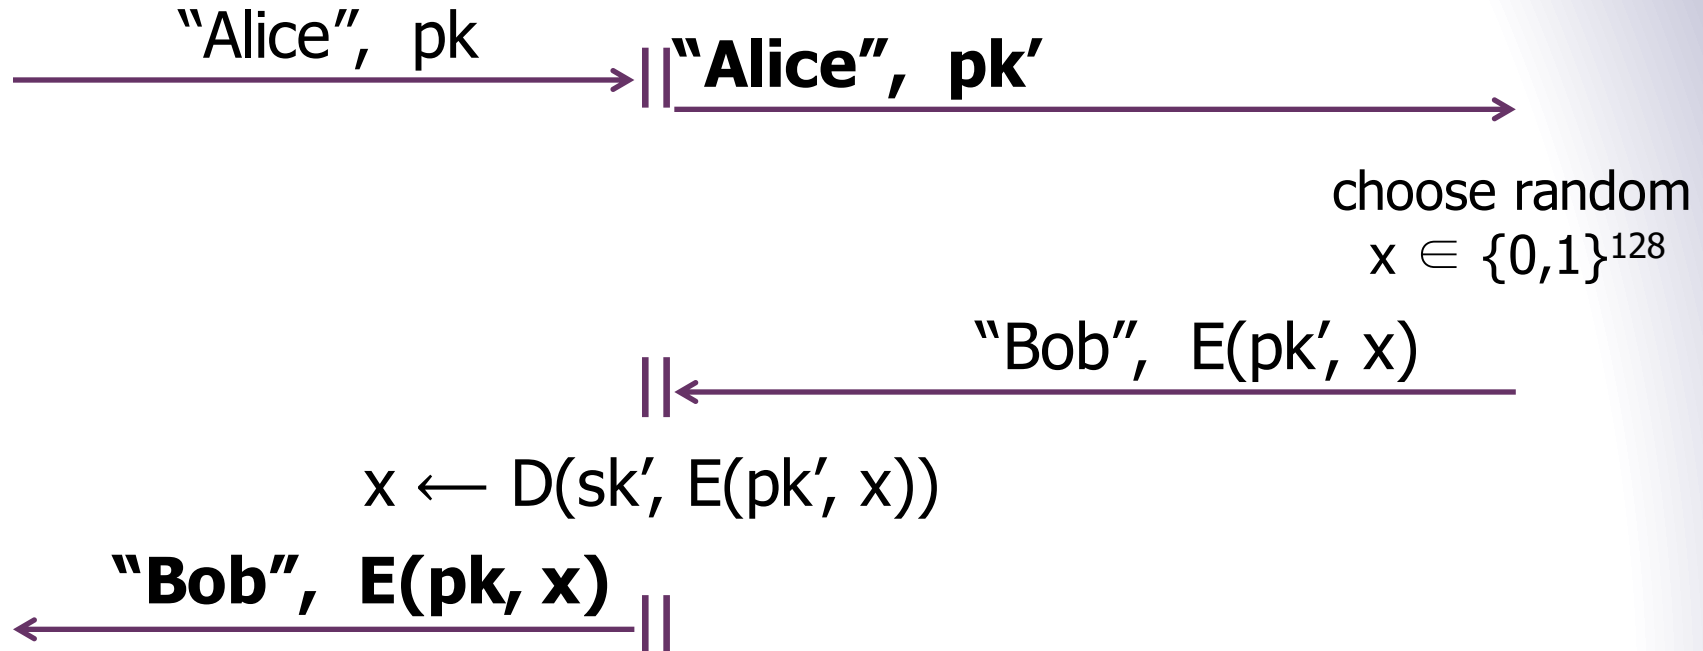 “Alice”, pk
“Alice”, pk’
choose random
x ∈ {0,1}¹²⁸
“Bob”, E(pk’, x)
x ⟵ D(sk’, E(pk’, x))
“Bob”, E(pk, x)